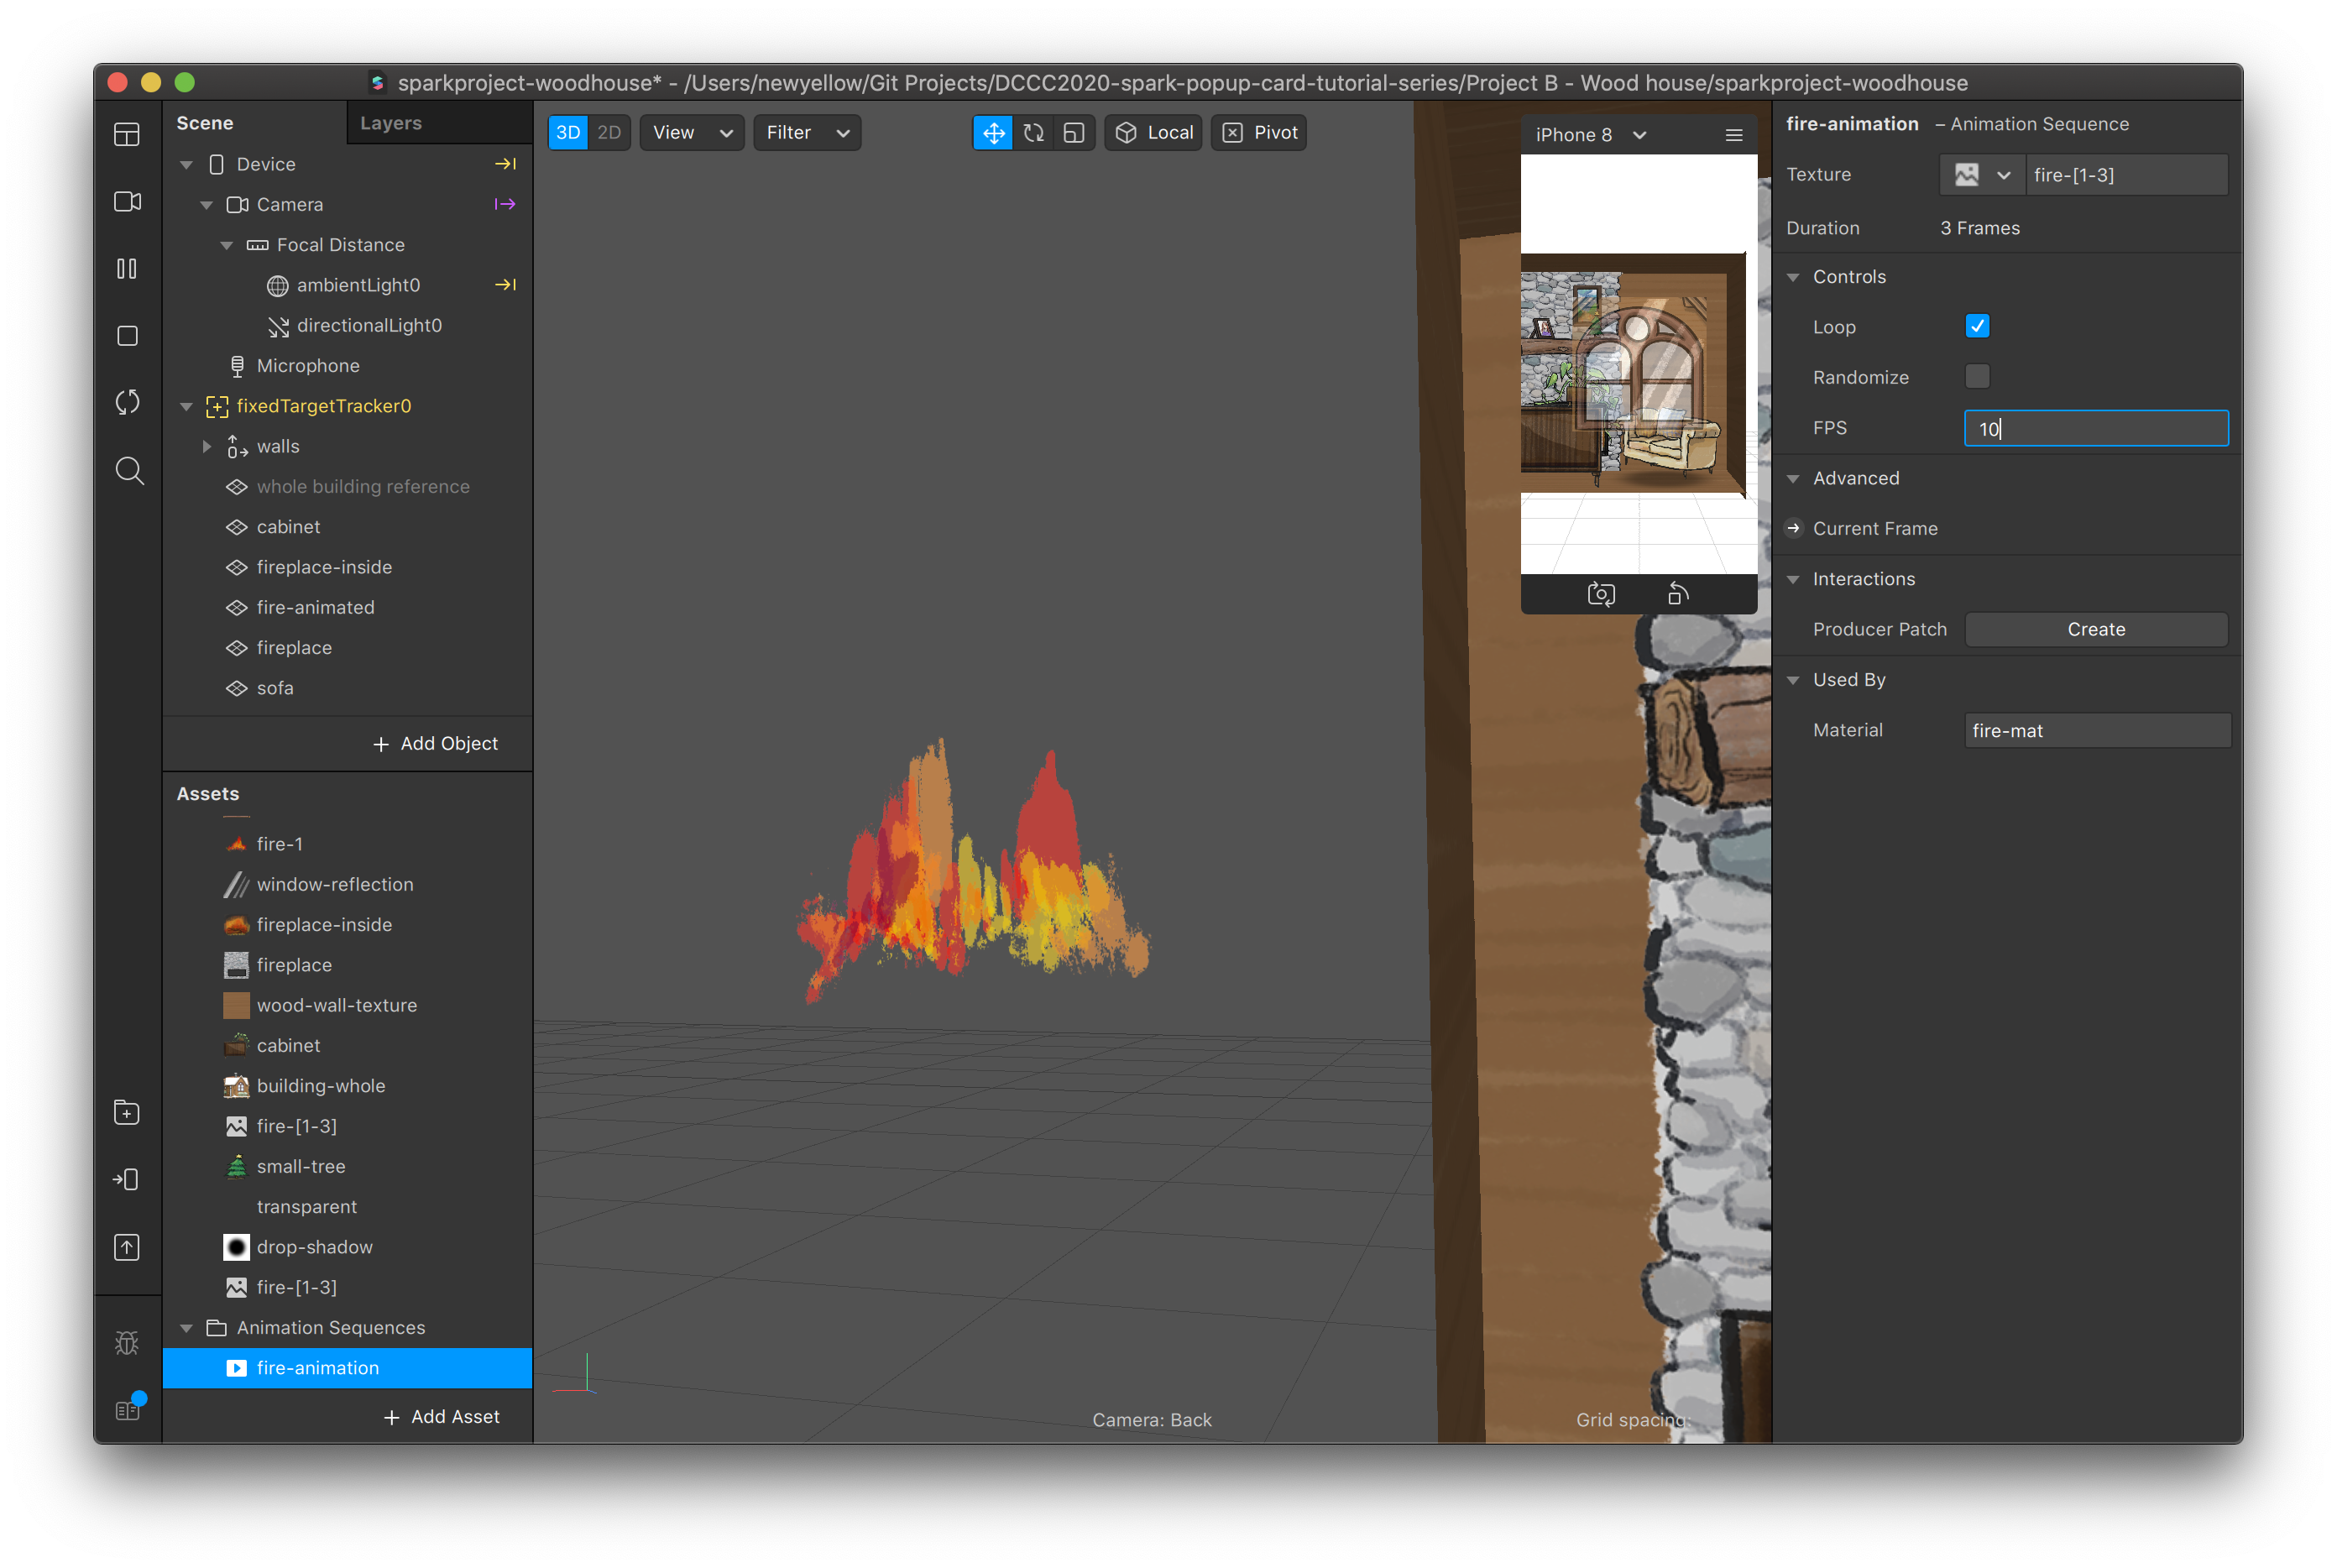 sparkproject-woodhouse* - /Users/newyellow/Git Projects/DCCC2020-spark-popup-card-tutorial-series/Project B - Wood house/sparkproject-woodhouse
Scene
Layers
Device
Camera
Focal Distance
ambientLight0
directionalLight0
Microphone
fixedTargetTracker0
walls
whole building reference
cabinet
fireplace-inside
fire-animated
fireplace
sofa
+ Add Object
Assets
fire-1
window-reflection
fireplace-inside
fireplace
wood-wall-texture
cabinet
building-whole
fire-[1-3]
small-tree
transparent
drop-shadow
fire-[1-3]
Animation Sequences
fire-animation
+ Add Asset
3D 2D View Filter Local Pivot
iPhone 8
Camera: Back
Grid spacing:
fire-animation – Animation Sequence
Texture fire-[1-3]
Duration 3 Frames
Controls
Loop
Randomize
FPS 10
Advanced
Current Frame
Interactions
Producer Patch Create
Used By
Material fire-mat